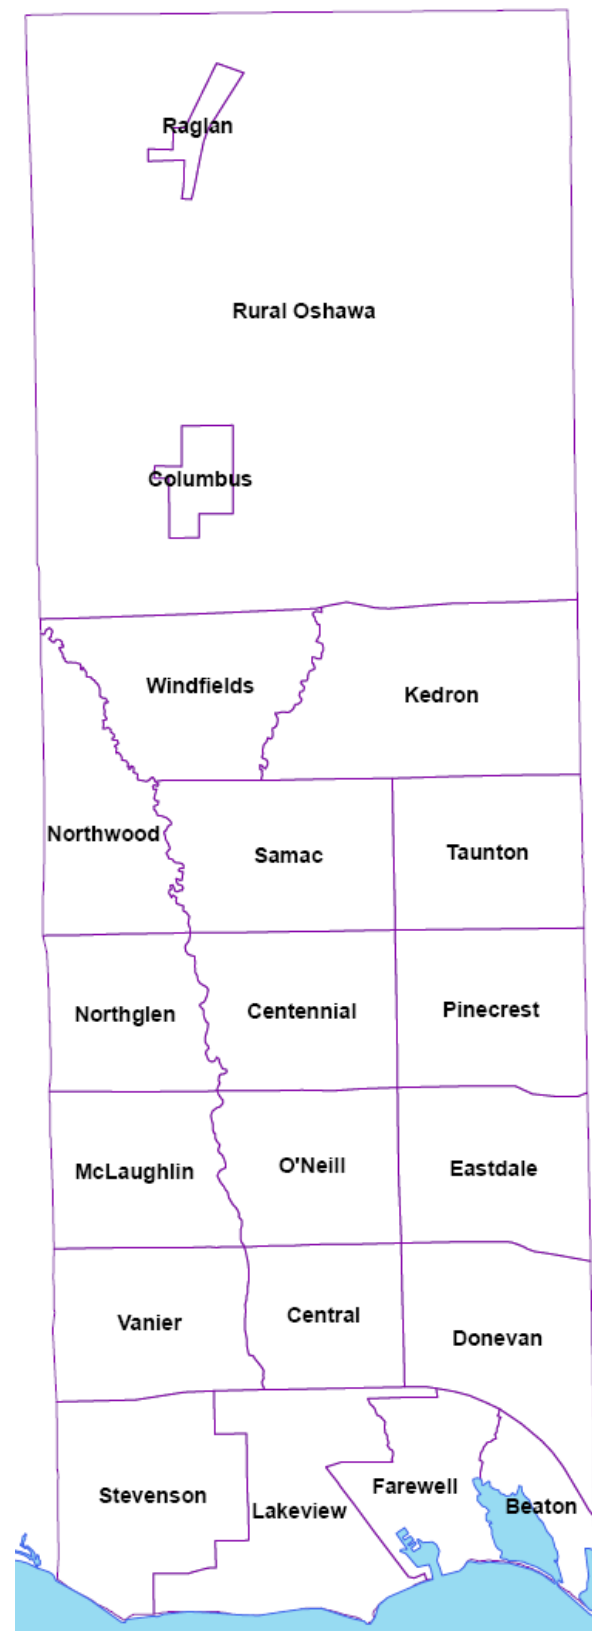 Raglan
Rural Oshawa
Columbus
Windfields
Kedron
Northwood
Samac
Taunton
Northglen
Centennial
Pinecrest
McLaughlin
O'Neill
Eastdale
Vanier
Central
Donevan
Stevenson
Lakeview
Farewell
Beaton